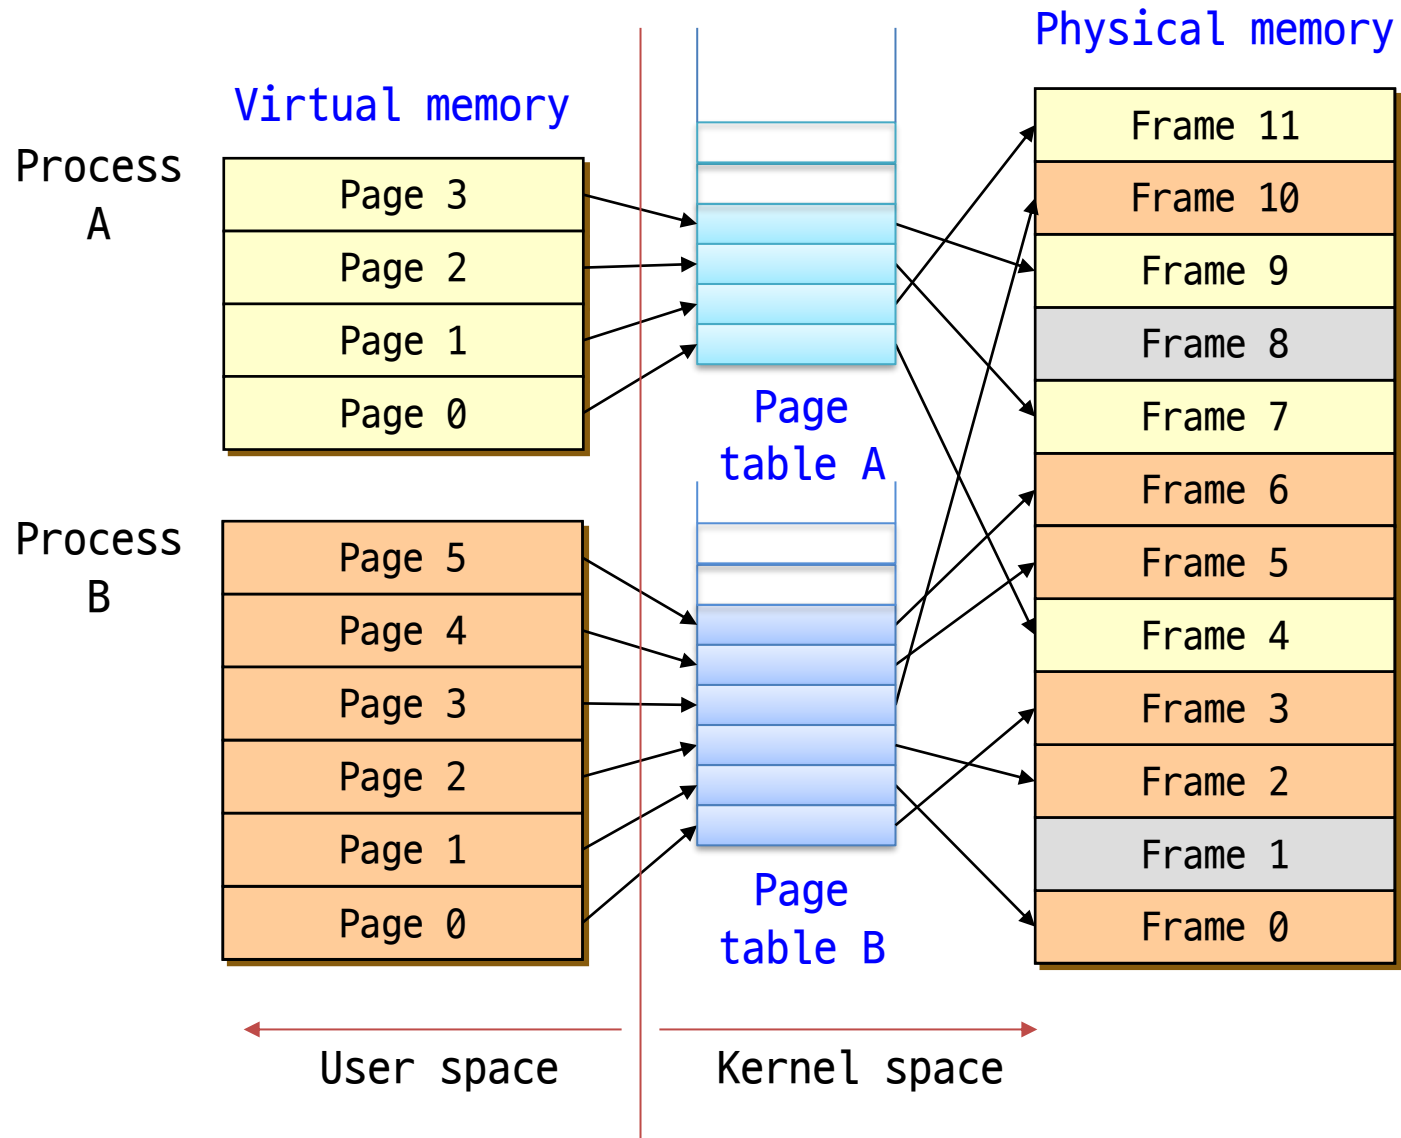 Physical memory
Virtual memory
Process
A
Page 3
Page 2
Page 1
Page 0
Page
table A
Process
B
Page 5
Page 4
Page 3
Page 2
Page 1
Page 0
Page
table B
Frame 11
Frame 10
Frame 9
Frame 8
Frame 7
Frame 6
Frame 5
Frame 4
Frame 3
Frame 2
Frame 1
Frame 0
User space
Kernel space